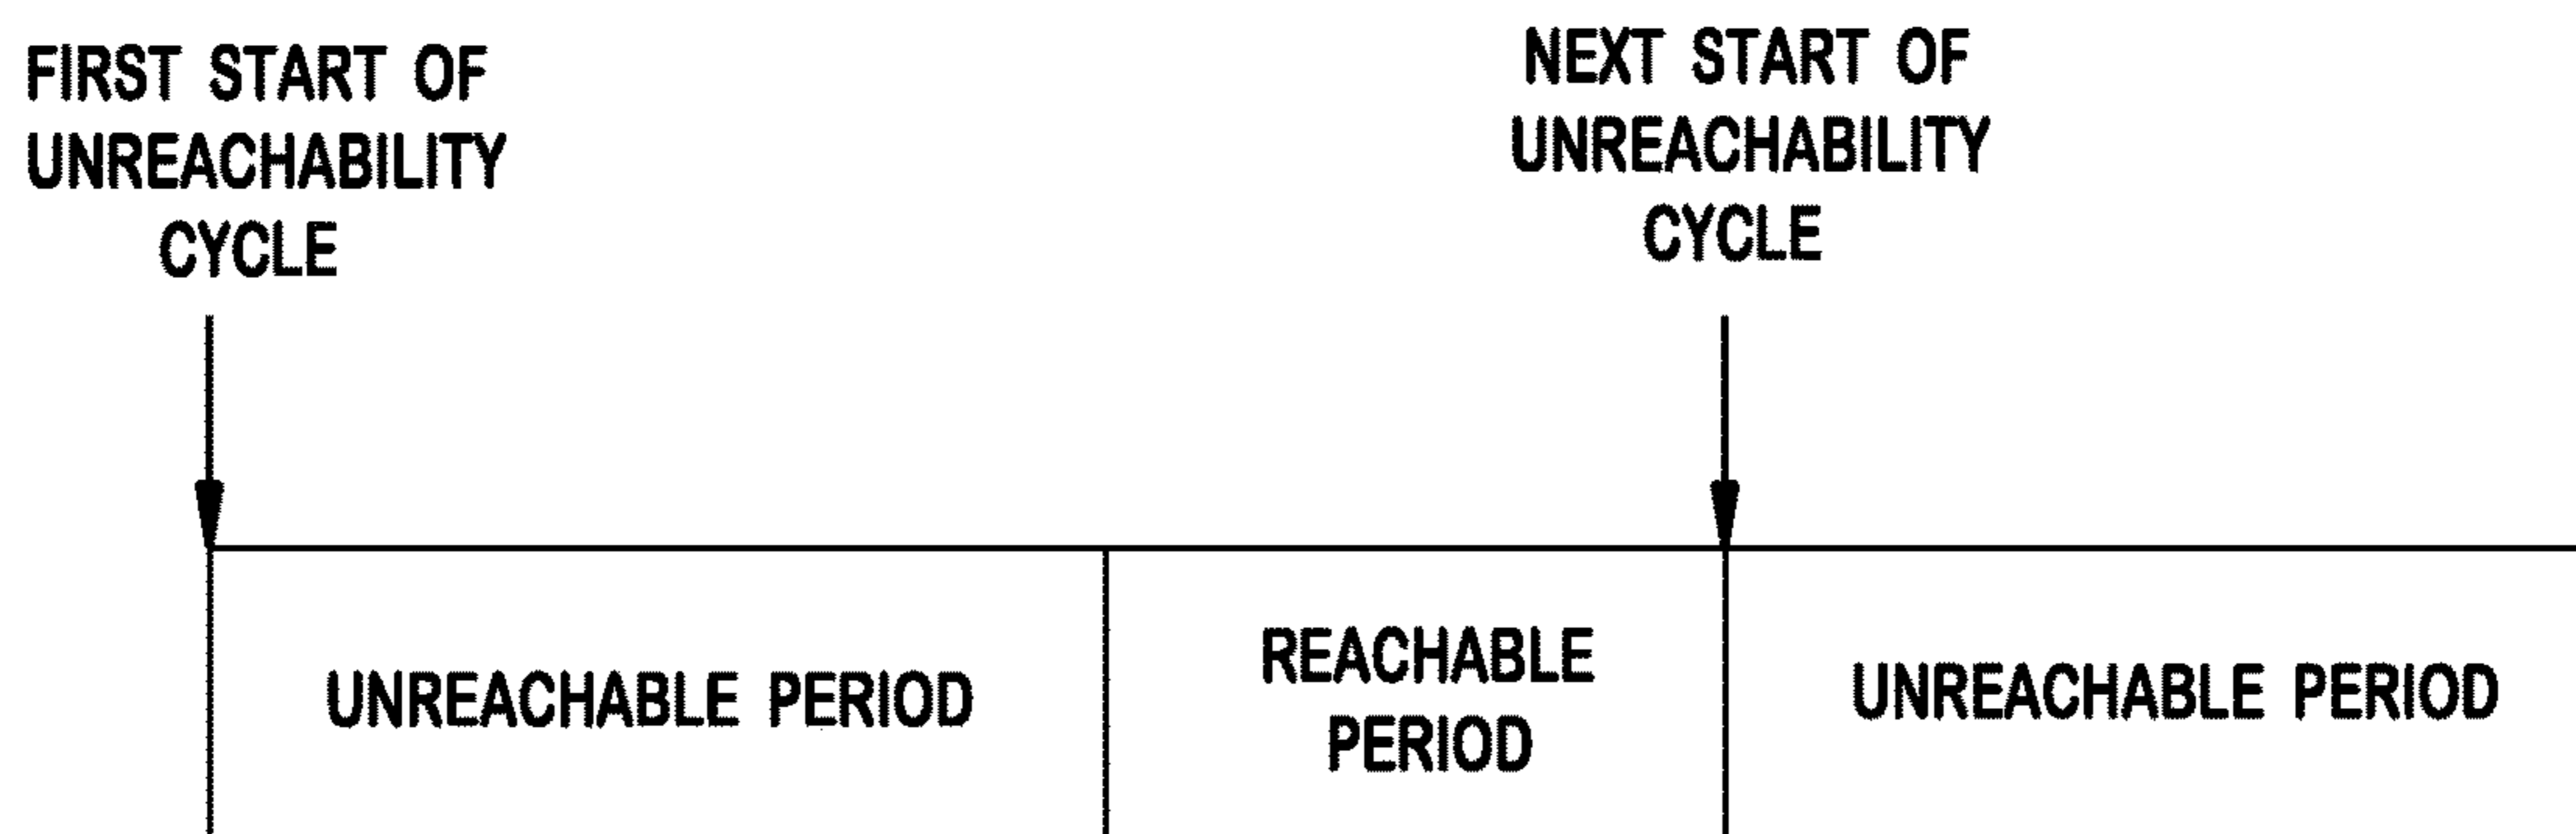 FIRST START OF
UNREACHABILITY
CYCLE
NEXT START OF
UNREACHABILITY
CYCLE
UNREACHABLE PERIOD
REACHABLE
PERIOD
UNREACHABLE PERIOD